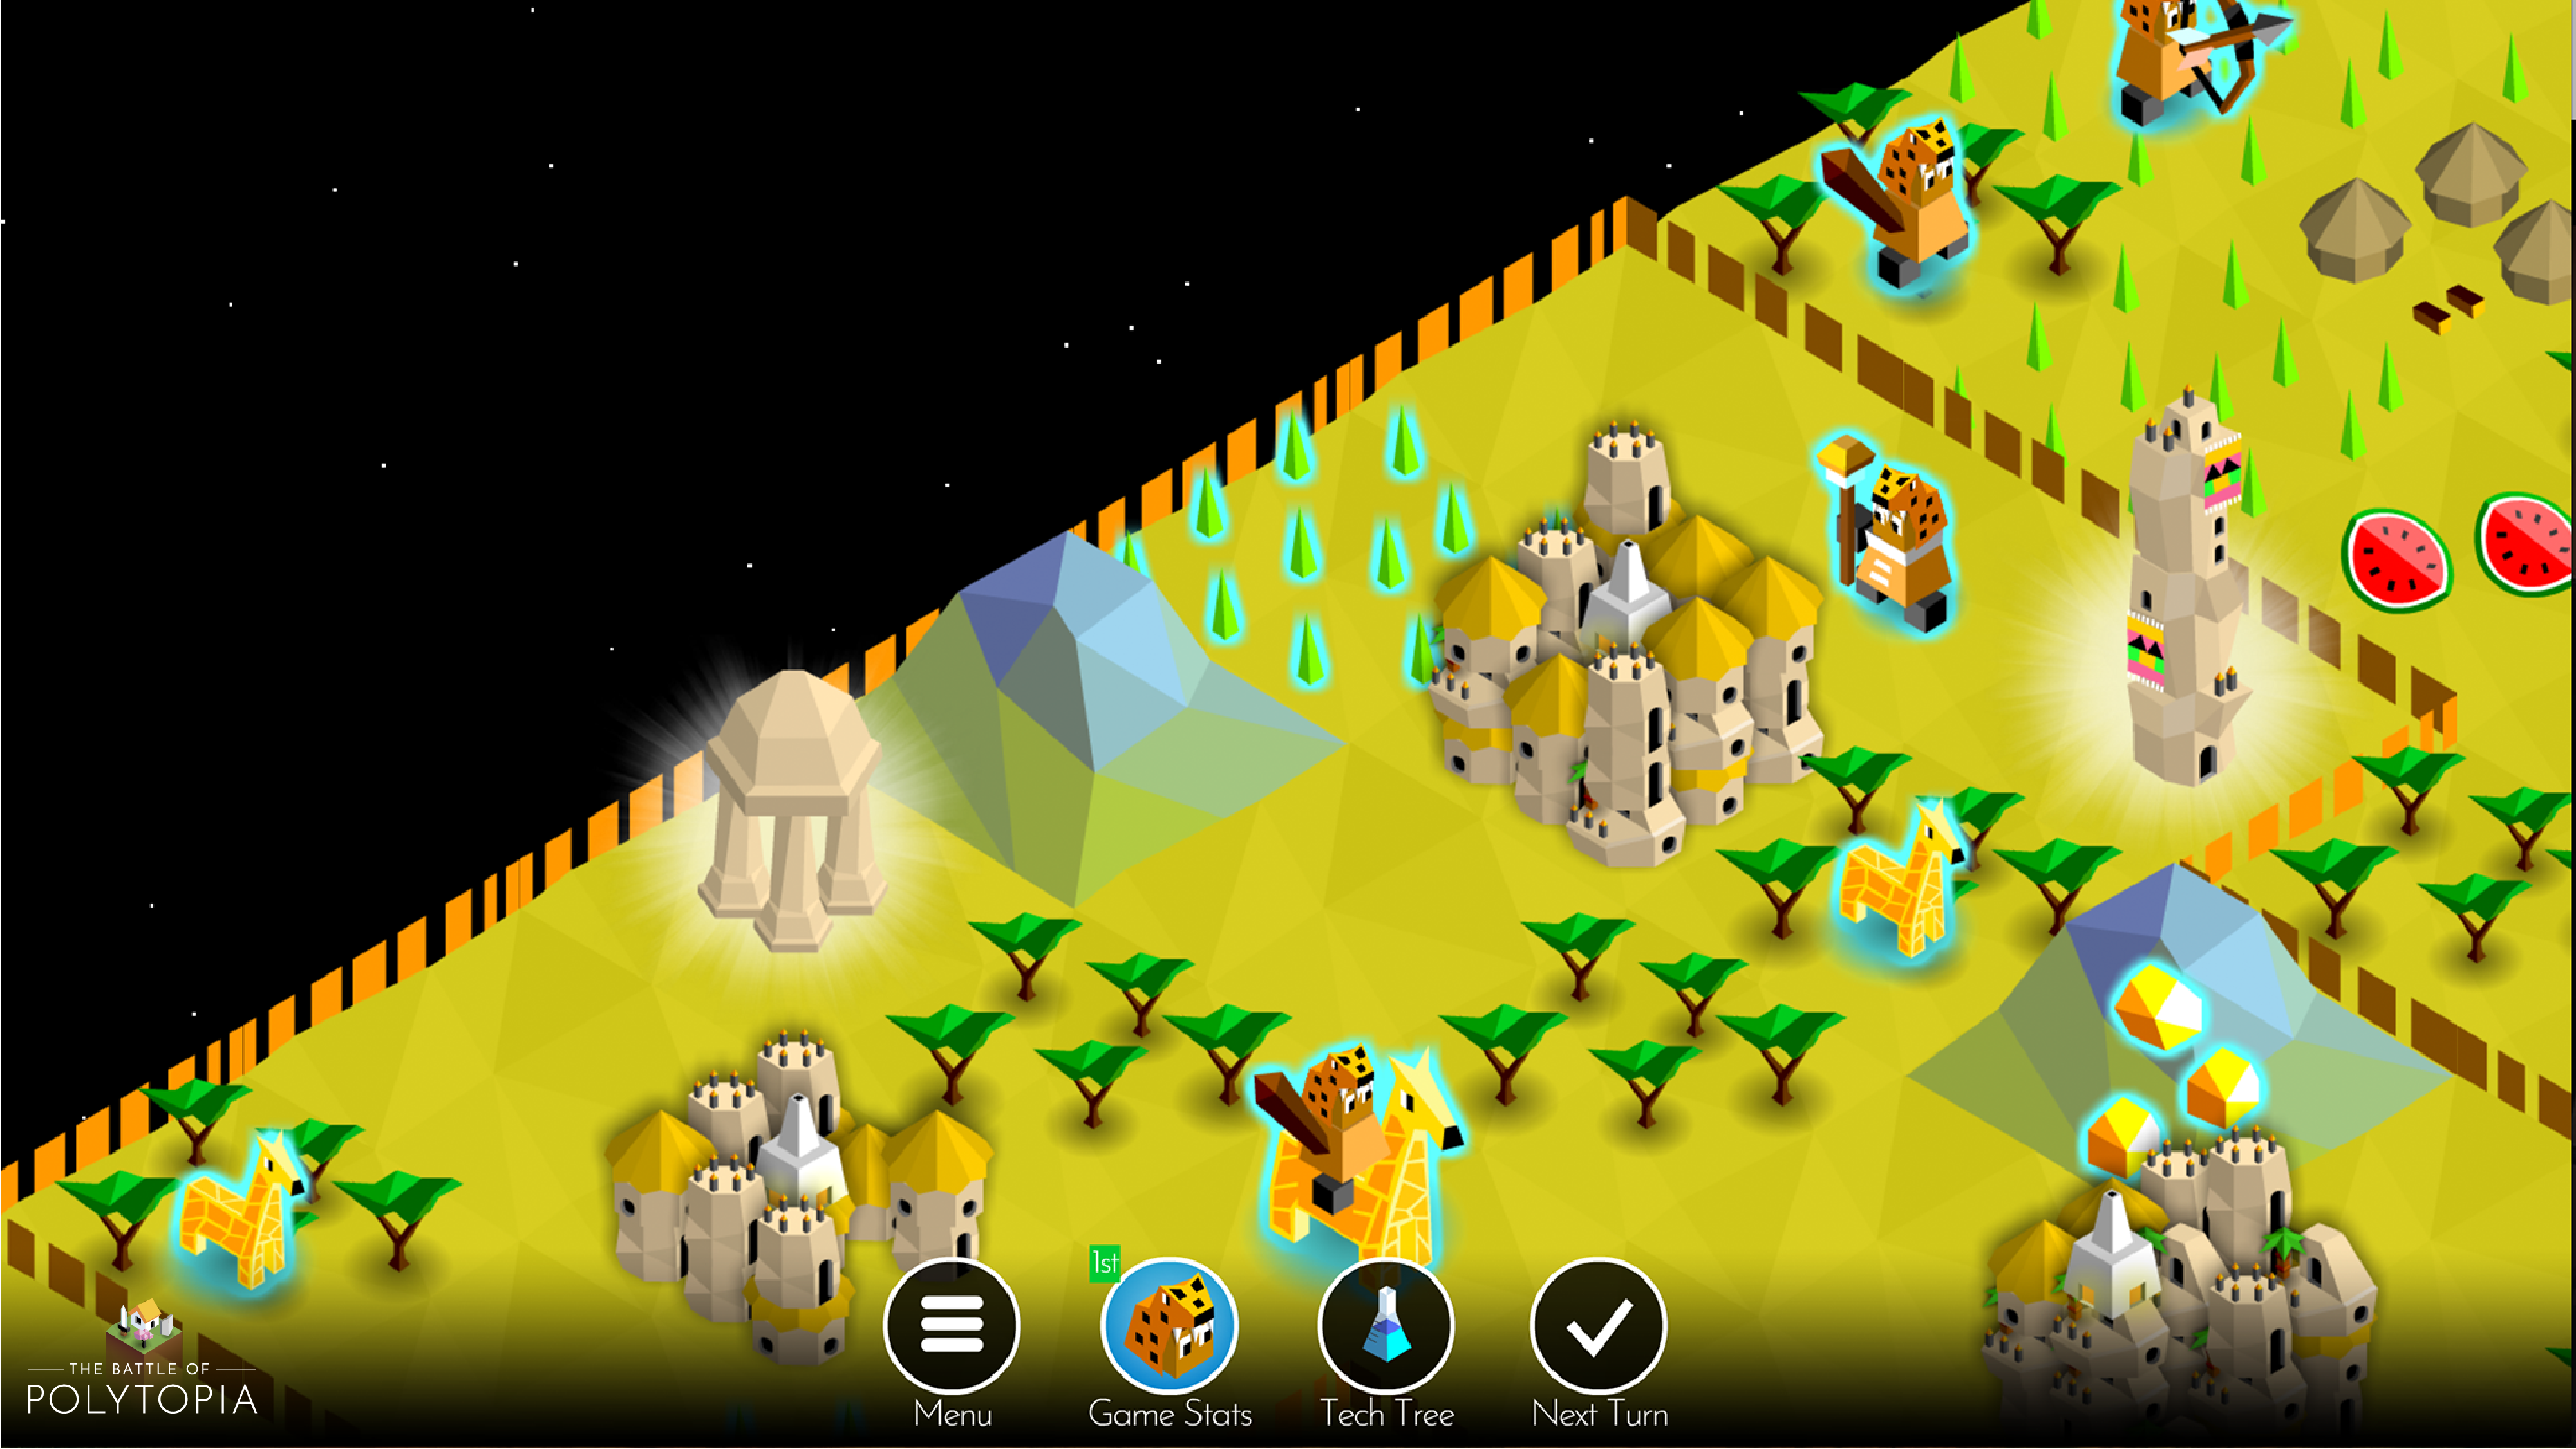 1st
Menu
Game Stats
Tech Tree
Next Turn
THE BATTLE OF
POLYTOPIA